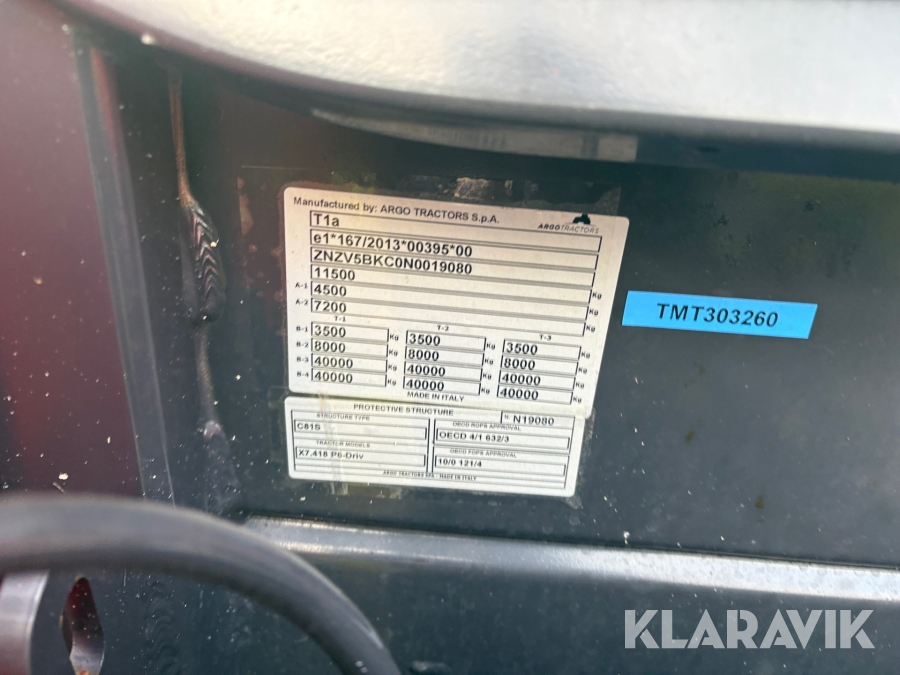 Manufactured by: ARGO TRACTORS S.p.A.
ARGOTRACTORS
T1a
e1*167/2013*00395*00
ZNZV5BKC0N0019080
11500 Kg
A-1 4500 Kg
A-2 7200 Kg
T-1 T-2 T-3
B-1 3500 Kg 3500 Kg 3500 Kg
B-2 8000 Kg 8000 Kg 8000 Kg
B-3 40000 Kg 40000 Kg 40000 Kg
B-4 40000 Kg 40000 Kg 40000 Kg
MADE IN ITALY
PROTECTIVE STRUCTURE N. N19080
STRUCTURE TYPE OECD ROPS APPROVAL
C81S OECD 4/1 632/3
TRACTOR MODELS OECD FOPS APPROVAL
X7.418 P6-Driv 10/0 121/4
ARGO TRACTORS SPA - MADE IN ITALY
TMT303260
KLARAVIK